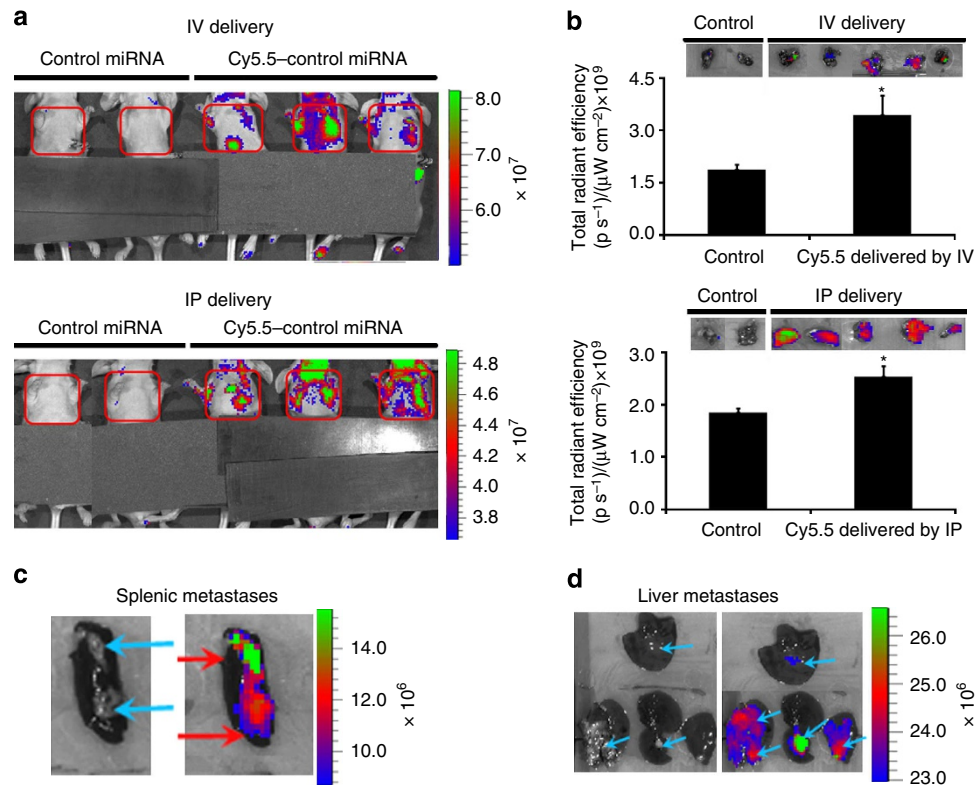 a
IV delivery
Control miRNA
Cy5.5–control miRNA
8.0
7.0
6.0
× 10⁷
IP delivery
Control miRNA
Cy5.5–control miRNA
4.8
4.6
4.4
4.2
4.0
3.8
× 10⁷
b
Control
IV delivery
Total radiant efficiency
(p s⁻¹)/(μW cm⁻²)×10⁹
4.5
3.0
1.5
0.0
*
Control
Cy5.5 delivered by IV
Control
IP delivery
Total radiant efficiency
(p s⁻¹)/(μW cm⁻²)×10⁹
3.0
2.0
1.0
0.0
*
Control
Cy5.5 delivered by IP
c
Splenic metastases
14.0
12.0
10.0
× 10⁶
d
Liver metastases
26.0
25.0
24.0
23.0
× 10⁶